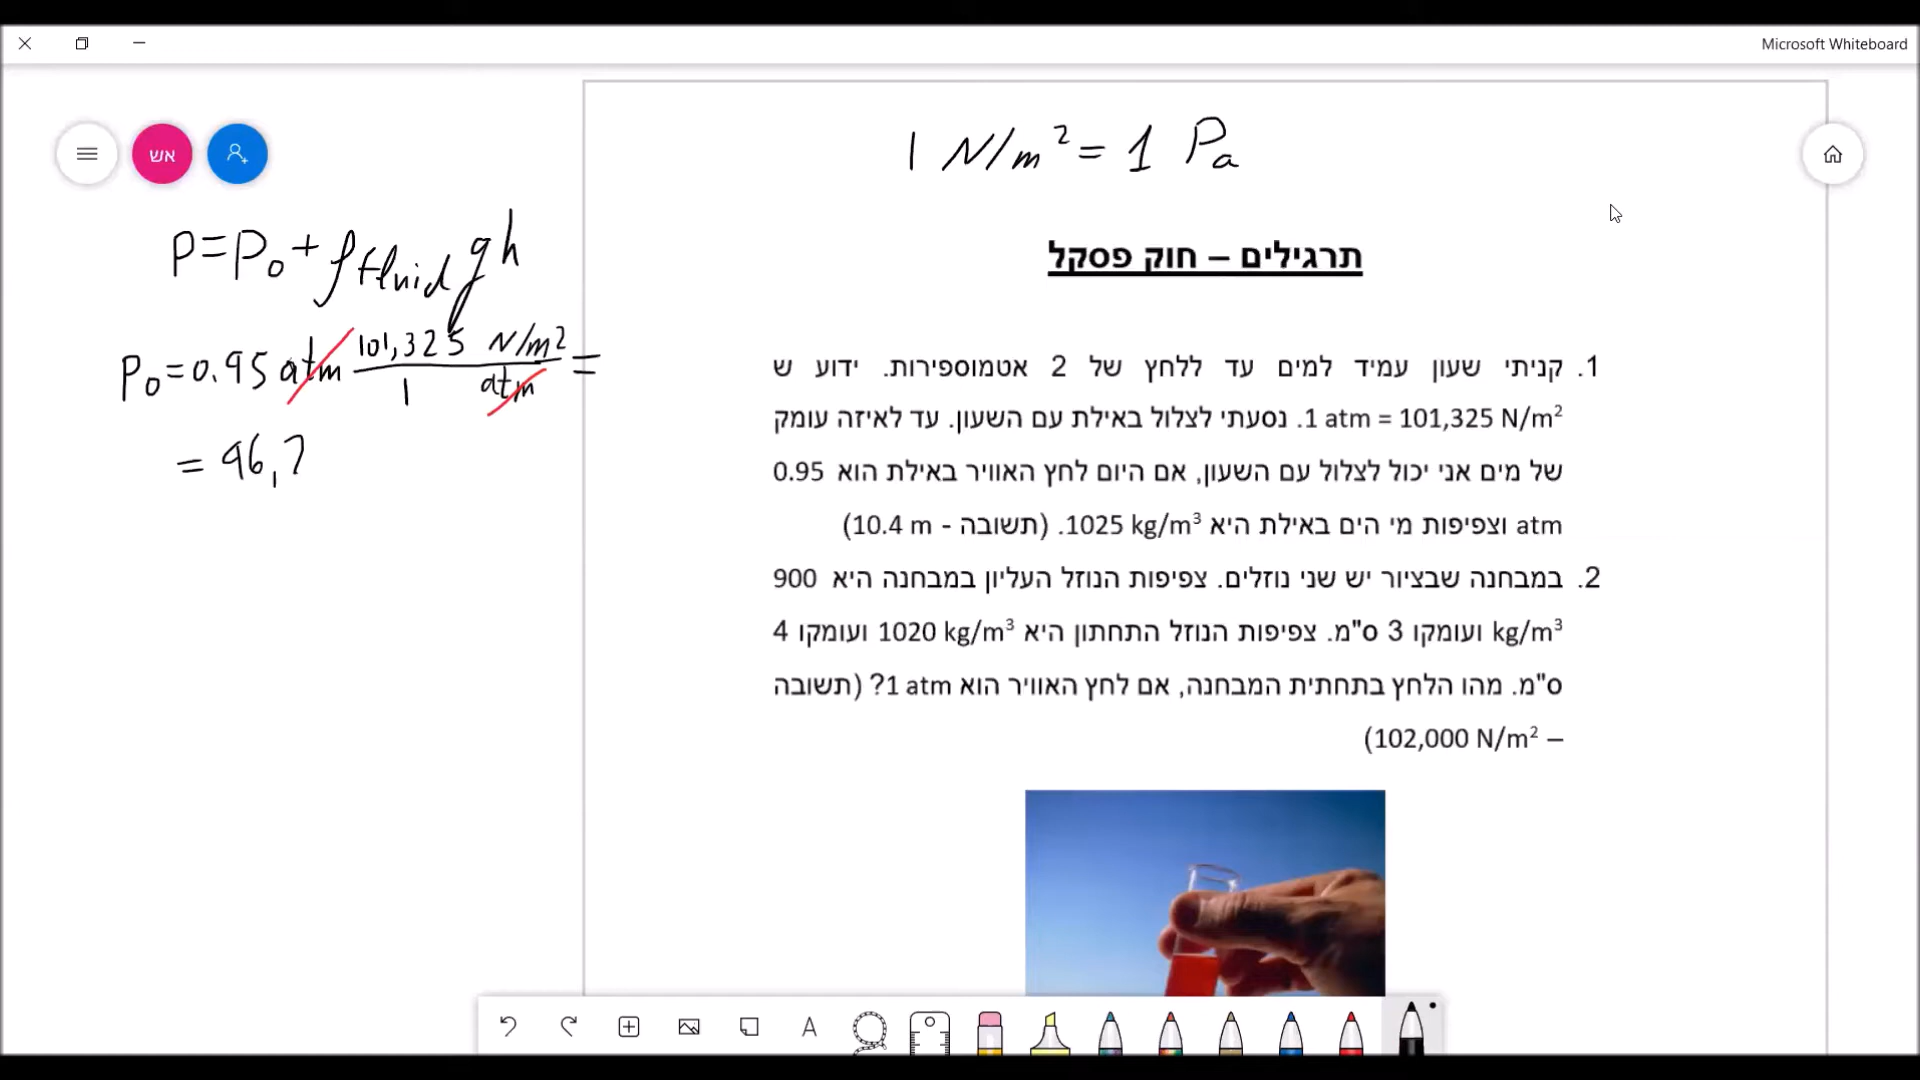 Microsoft Whiteboard
אש
1 N/m² = 1 Pa
P = P₀ + ρ fluid g h
P₀ = 0.95 atm 101,325 N/m² / 1 atm =
= 96,7
תרגילים – חוק פסקל
1. קניתי שעון עמיד למים עד ללחץ של 2 אטמוספירות. ידוע ש
1 atm = 101,325 N/m². נסעתי לצלול באילת עם השעון. עד לאיזה עומק
של מים אני יכול לצלול עם השעון, אם היום לחץ האוויר באילת הוא 0.95
atm וצפיפות מי הים באילת היא 1025 kg/m³. (תשובה - 10.4 m)
2. במבחנה שבציור יש שני נוזלים. צפיפות הנוזל העליון במבחנה היא 900
kg/m³ ועומקו 3 ס"מ. צפיפות הנוזל התחתון היא 1020 kg/m³ ועומקו 4
ס"מ. מהו הלחץ בתחתית המבחנה, אם לחץ האוויר הוא 1 atm? (תשובה
– 102,000 N/m²)